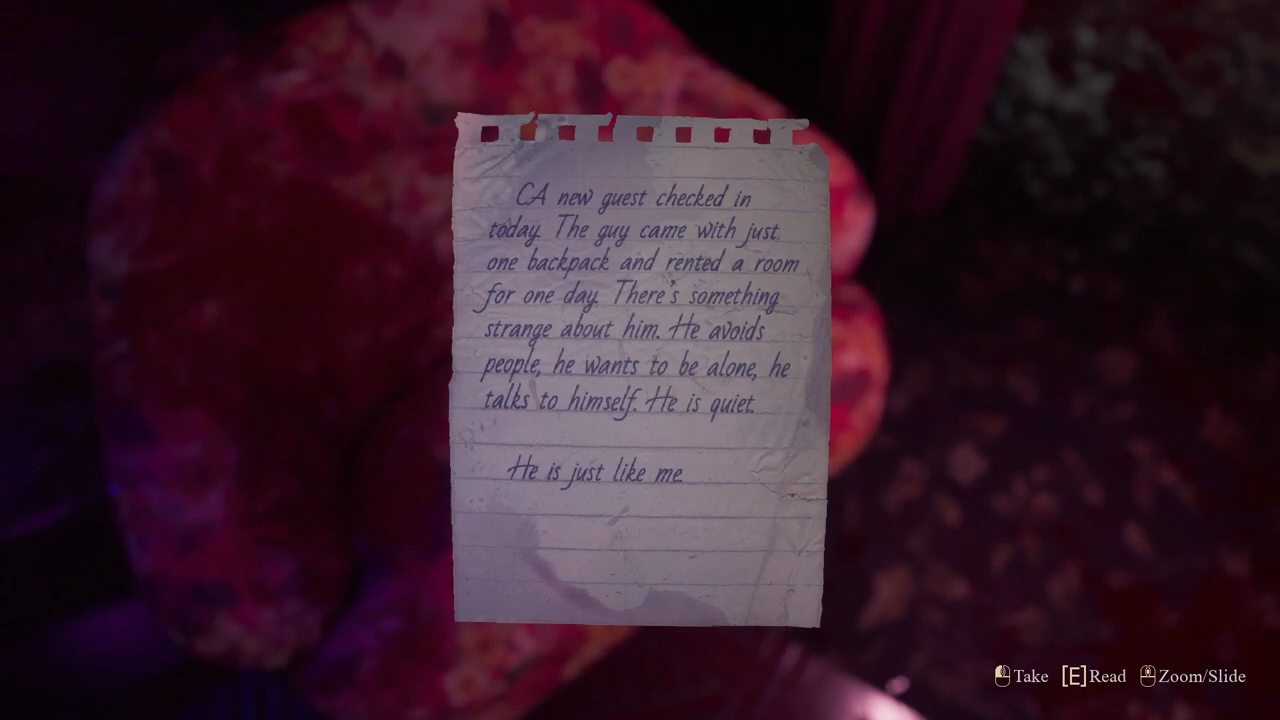 CA new guest checked in
today. The guy came with just
one backpack and rented a room
for one day. There's something
strange about him. He avoids
people, he wants to be alone, he
talks to himself. He is quiet.
He is just like me
Take [E] Read Zoom/Slide